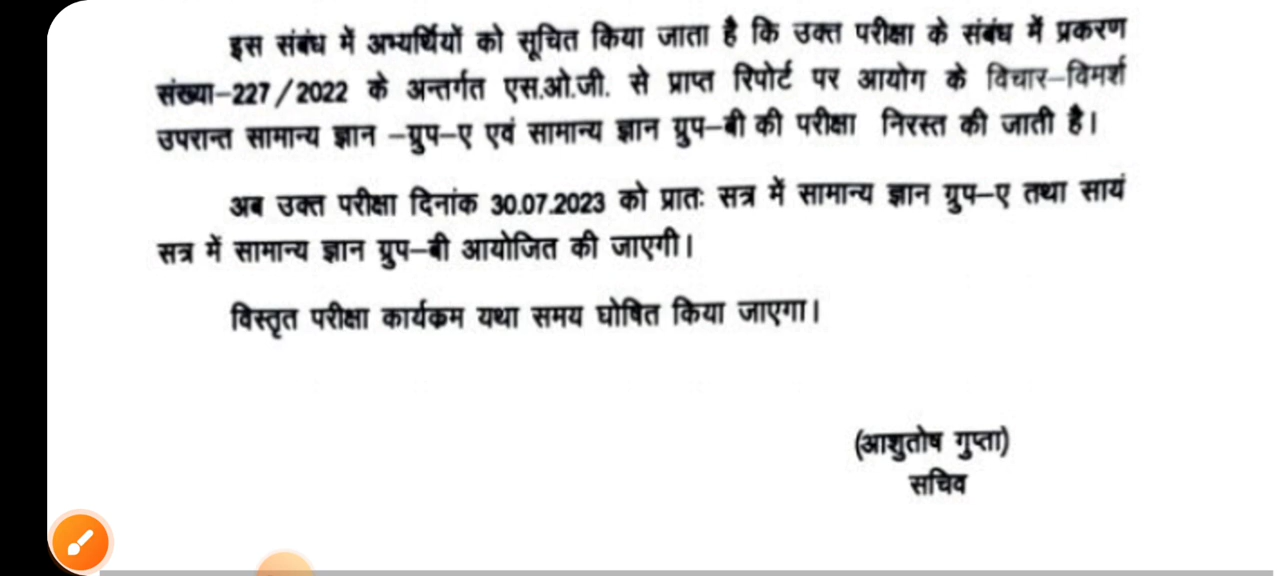 इस संबंध में अभ्यर्थियों को सूचित किया जाता है कि उक्त परीक्षा के संबंध में प्रकरण
संख्या–227/2022 के अन्तर्गत एस.ओ.जी. से प्राप्त रिपोर्ट पर आयोग के विचार–विमर्श
उपरान्त सामान्य ज्ञान –ग्रुप–ए एवं सामान्य ज्ञान ग्रुप–बी की परीक्षा निरस्त की जाती है।
अब उक्त परीक्षा दिनांक 30.07.2023 को प्रातः सत्र में सामान्य ज्ञान ग्रुप–ए तथा सायं
सत्र में सामान्य ज्ञान ग्रुप–बी आयोजित की जाएगी।
विस्तृत परीक्षा कार्यक्रम यथा समय घोषित किया जाएगा।
(आशुतोष गुप्ता)
सचिव